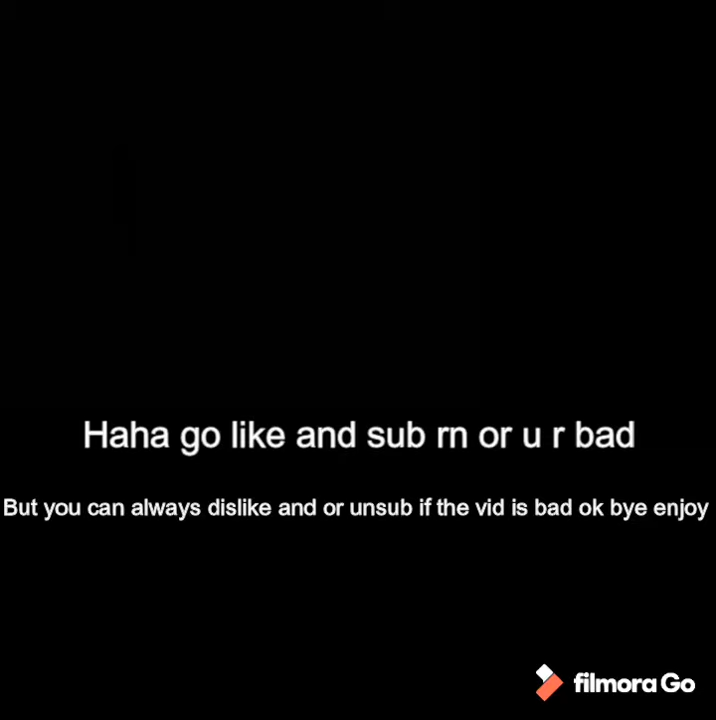 Haha go like and sub rn or u r bad
But you can always dislike and or unsub if the vid is bad ok bye enjoy
filmora Go